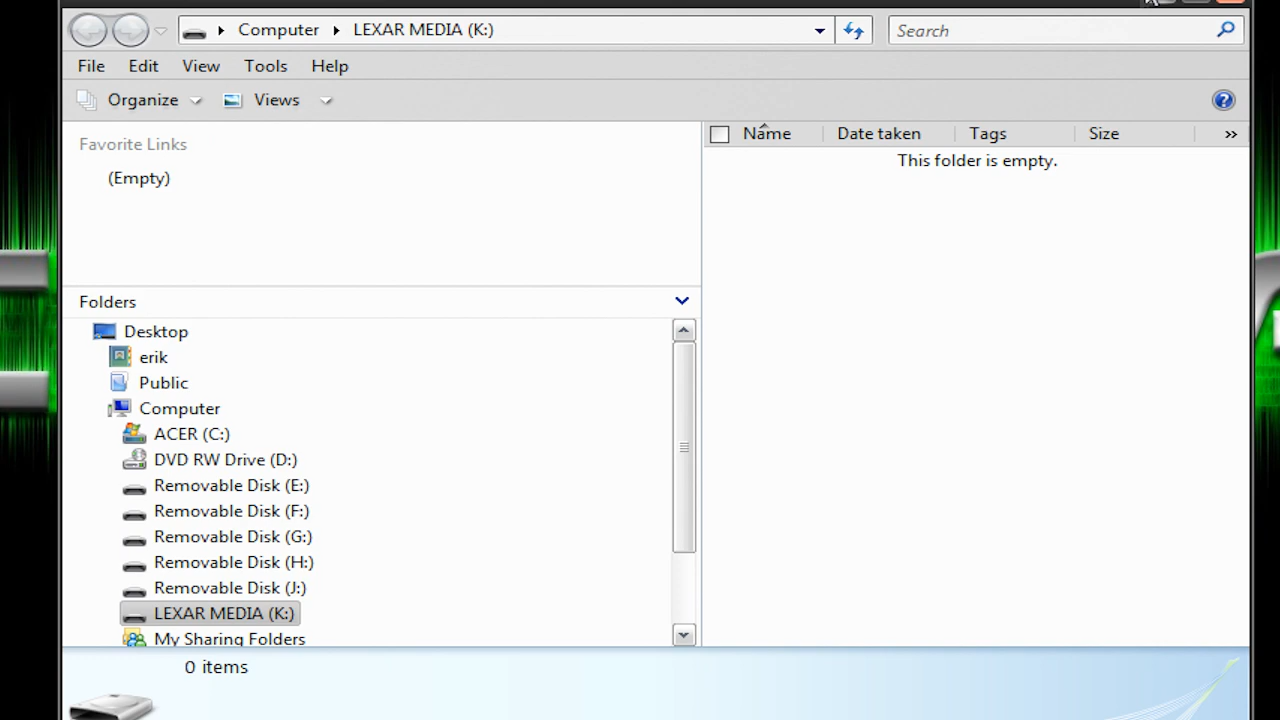 Computer LEXAR MEDIA (K:)
Search
File Edit View Tools Help
Organize Views
Favorite Links
(Empty)
Name Date taken Tags Size »
This folder is empty.
Folders
Desktop
erik
Public
Computer
ACER (C:)
DVD RW Drive (D:)
Removable Disk (E:)
Removable Disk (F:)
Removable Disk (G:)
Removable Disk (H:)
Removable Disk (J:)
LEXAR MEDIA (K:)
My Sharing Folders
0 items